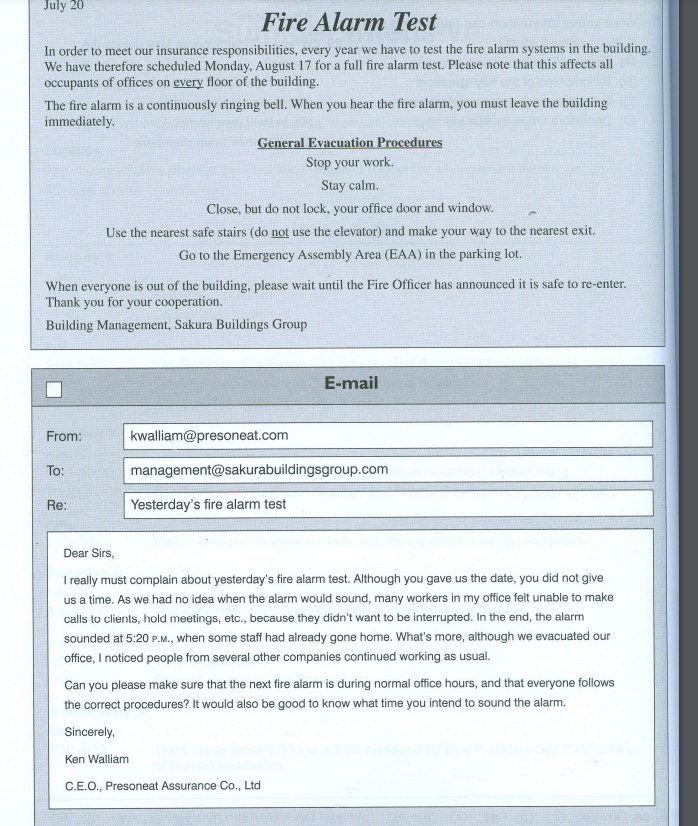 July 20
Fire Alarm Test
In order to meet our insurance responsibilities, every year we have to test the fire alarm systems in the building.
We have therefore scheduled Monday, August 17 for a full fire alarm test. Please note that this affects all
occupants of offices on every floor of the building.
The fire alarm is a continuously ringing bell. When you hear the fire alarm, you must leave the building
immediately.
General Evacuation Procedures
Stop your work.
Stay calm.
Close, but do not lock, your office door and window.
Use the nearest safe stairs (do not use the elevator) and make your way to the nearest exit.
Go to the Emergency Assembly Area (EAA) in the parking lot.
When everyone is out of the building, please wait until the Fire Officer has announced it is safe to re-enter.
Thank you for your cooperation.
Building Management, Sakura Buildings Group
E-mail
From: kwalliam@presoneat.com
To: management@sakurabuildingsgroup.com
Re: Yesterday's fire alarm test
Dear Sirs,
I really must complain about yesterday's fire alarm test. Although you gave us the date, you did not give
us a time. As we had no idea when the alarm would sound, many workers in my office felt unable to make
calls to clients, hold meetings, etc., because they didn't want to be interrupted. In the end, the alarm
sounded at 5:20 P.M., when some staff had already gone home. What's more, although we evacuated our
office, I noticed people from several other companies continued working as usual.
Can you please make sure that the next fire alarm is during normal office hours, and that everyone follows
the correct procedures? It would also be good to know what time you intend to sound the alarm.
Sincerely,
Ken Walliam
C.E.O., Presoneat Assurance Co., Ltd